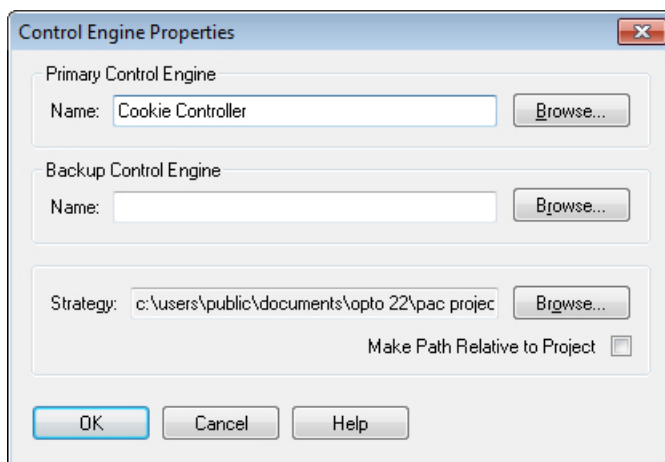 Control Engine Properties
Primary Control Engine
Name: Cookie Controller Browse...
Backup Control Engine
Name: Browse...
Strategy: c:\users\public\documents\opto 22\pac projec Browse...
Make Path Relative to Project
OK Cancel Help